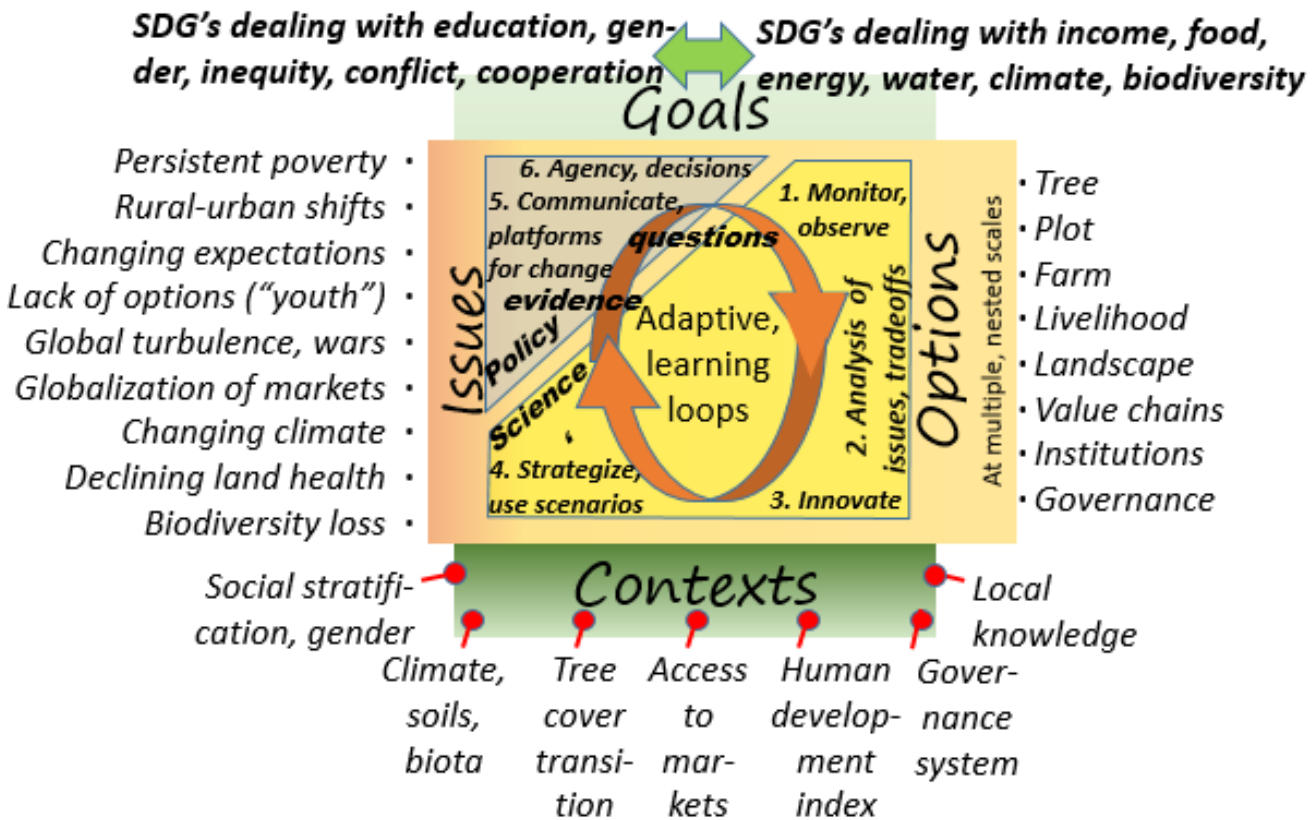 SDG's dealing with education, gen-
der, inequity, conflict, cooperation
SDG's dealing with income, food,
energy, water, climate, biodiversity
Goals
Persistent poverty
Rural-urban shifts
Changing expectations
Lack of options (“youth”)
Global turbulence, wars
Globalization of markets
Changing climate
Declining land health
Biodiversity loss
Issues
6. Agency, decisions
5. Communicate,
platforms
for change
questions
evidence
Policy
Science
1. Monitor,
observe
2. Analysis of
issues, tradeoffs
3. Innovate
4. Strategize,
use scenarios
Adaptive,
learning
loops
Options
At multiple, nested scales
Tree
Plot
Farm
Livelihood
Landscape
Value chains
Institutions
Governance
Contexts
Social stratifi-
cation, gender
Climate,
soils,
biota
Tree
cover
transi-
tion
Access
to
mar-
kets
Human
develop-
ment
index
Gover-
nance
system
Local
knowledge